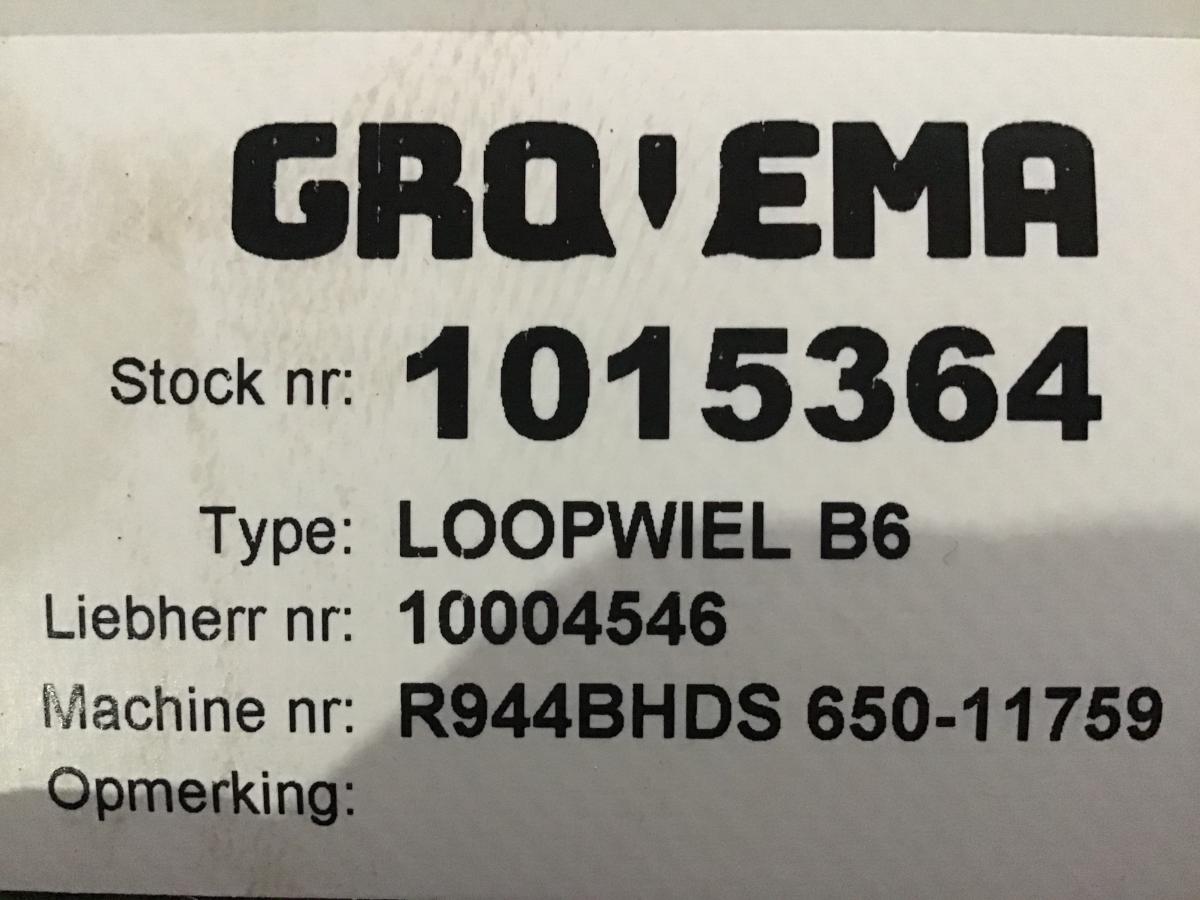 GRO'EMA
Stock nr: 1015364
Type: LOOPWIEL B6
Liebherr nr: 10004546
Machine nr: R944BHDS 650-11759
Opmerking: